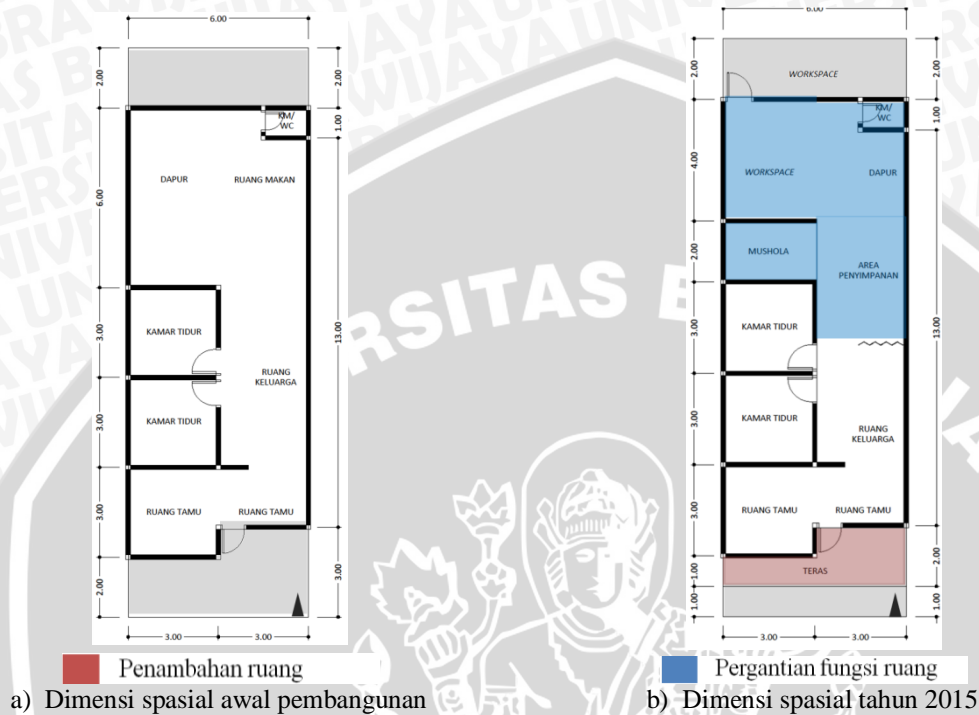 6.00
2.00
2.00
KM/
WC
1.00
DAPUR
RUANG MAKAN
6.00
13.00
KAMAR TIDUR
3.00
RUANG
KELUARGA
KAMAR TIDUR
3.00
RUANG TAMU
RUANG TAMU
3.00
3.00
2.00
3.00
3.00
Penambahan ruang
a) Dimensi spasial awal pembangunan
6.00
2.00
WORKSPACE
2.00
KM/
WC
1.00
4.00
WORKSPACE
DAPUR
2.00
MUSHOLA
AREA
PENYIMPANAN
13.00
KAMAR TIDUR
3.00
KAMAR TIDUR
3.00
RUANG
KELUARGA
RUANG TAMU
RUANG TAMU
3.00
TERAS
1.00
2.00
1.00
1.00
3.00
3.00
Pergantian fungsi ruang
b) Dimensi spasial tahun 2015